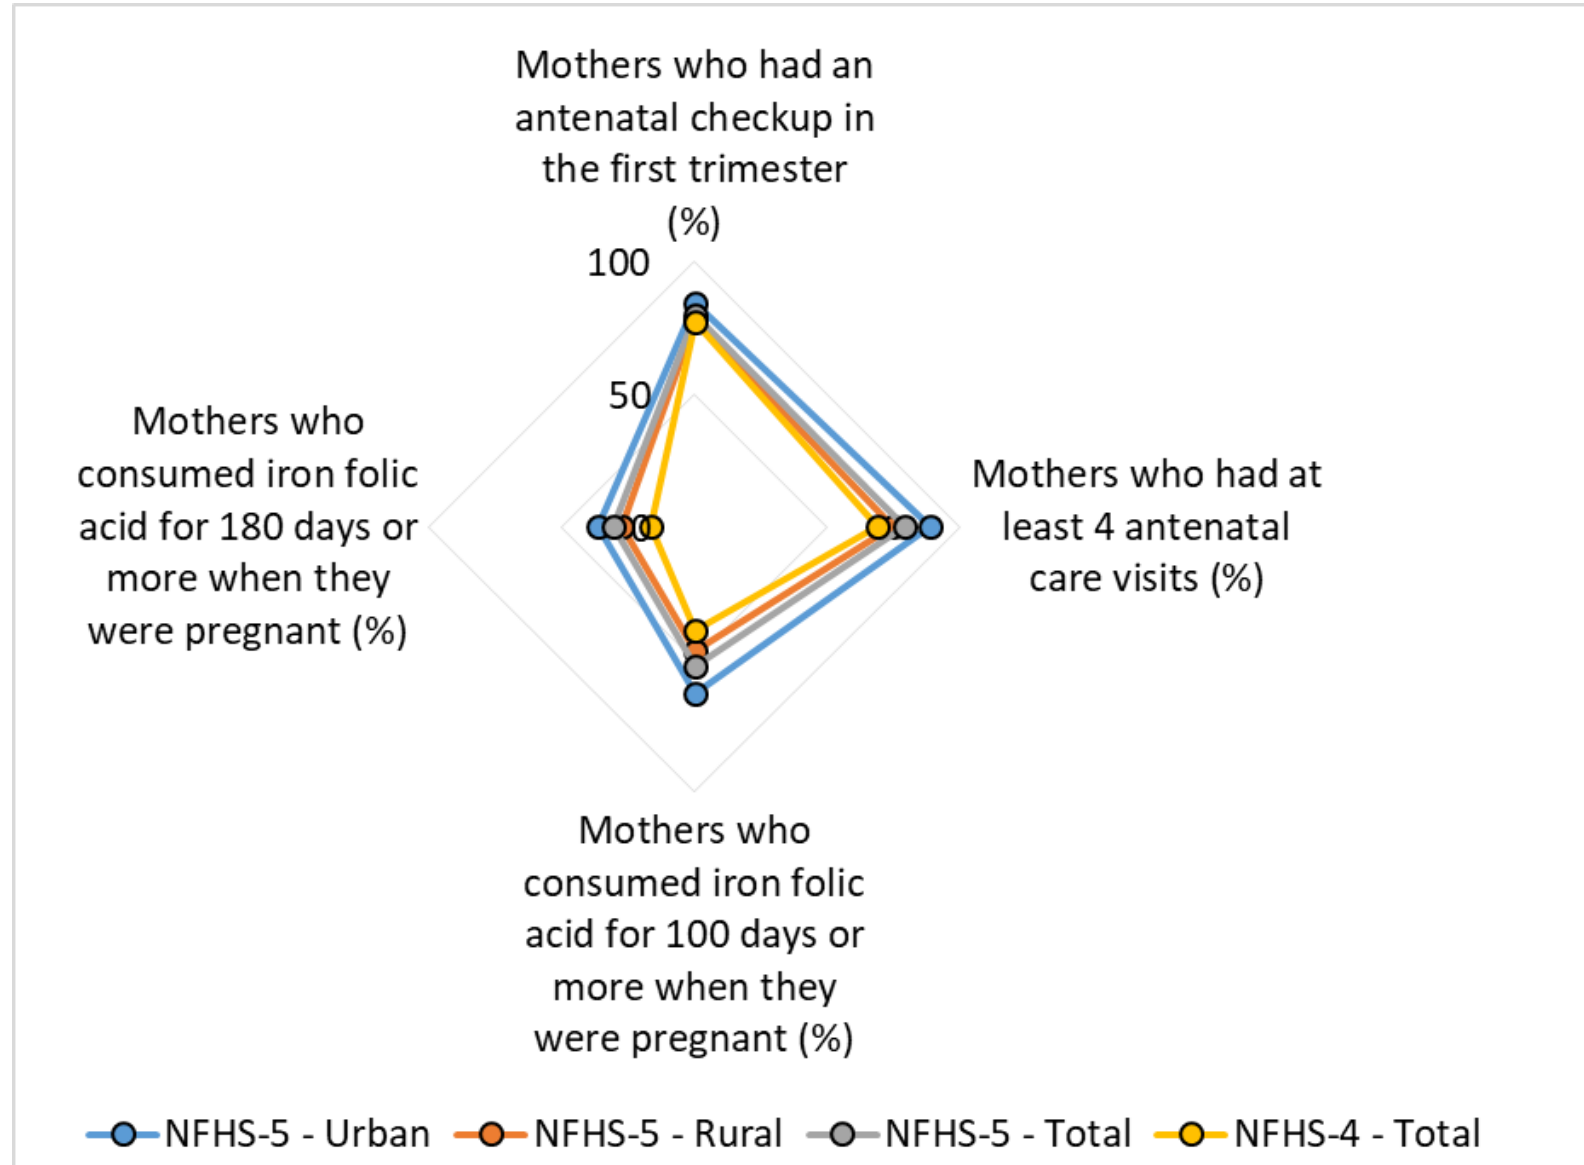 Mothers who had an
antenatal checkup in
the first trimester
(%)
100
50
0
Mothers who had at
least 4 antenatal
care visits (%)
Mothers who
consumed iron folic
acid for 180 days or
more when they
were pregnant (%)
Mothers who
consumed iron folic
acid for 100 days or
more when they
were pregnant (%)
NFHS-5 - Urban NFHS-5 - Rural NFHS-5 - Total NFHS-4 - Total